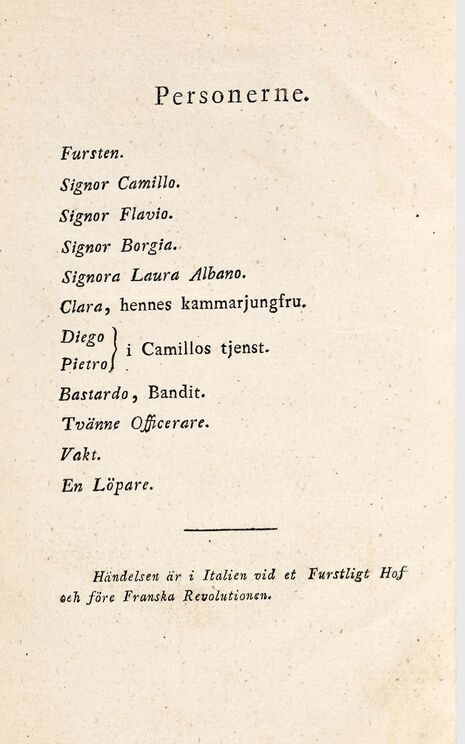 Personerne.
Fursten.
Signor Camillo.
Signor Flavio.
Signor Borgia.
Signora Laura Albano.
Clara, hennes kammarjungfru.
Diego
Pietro } i Camillos tjenst.
Bastardo, Bandit.
Tvänne Officerare.
Vakt.
En Löpare.
Händelsen är i Italien vid et Furstligt Hof
och före Franska Revolutionen.